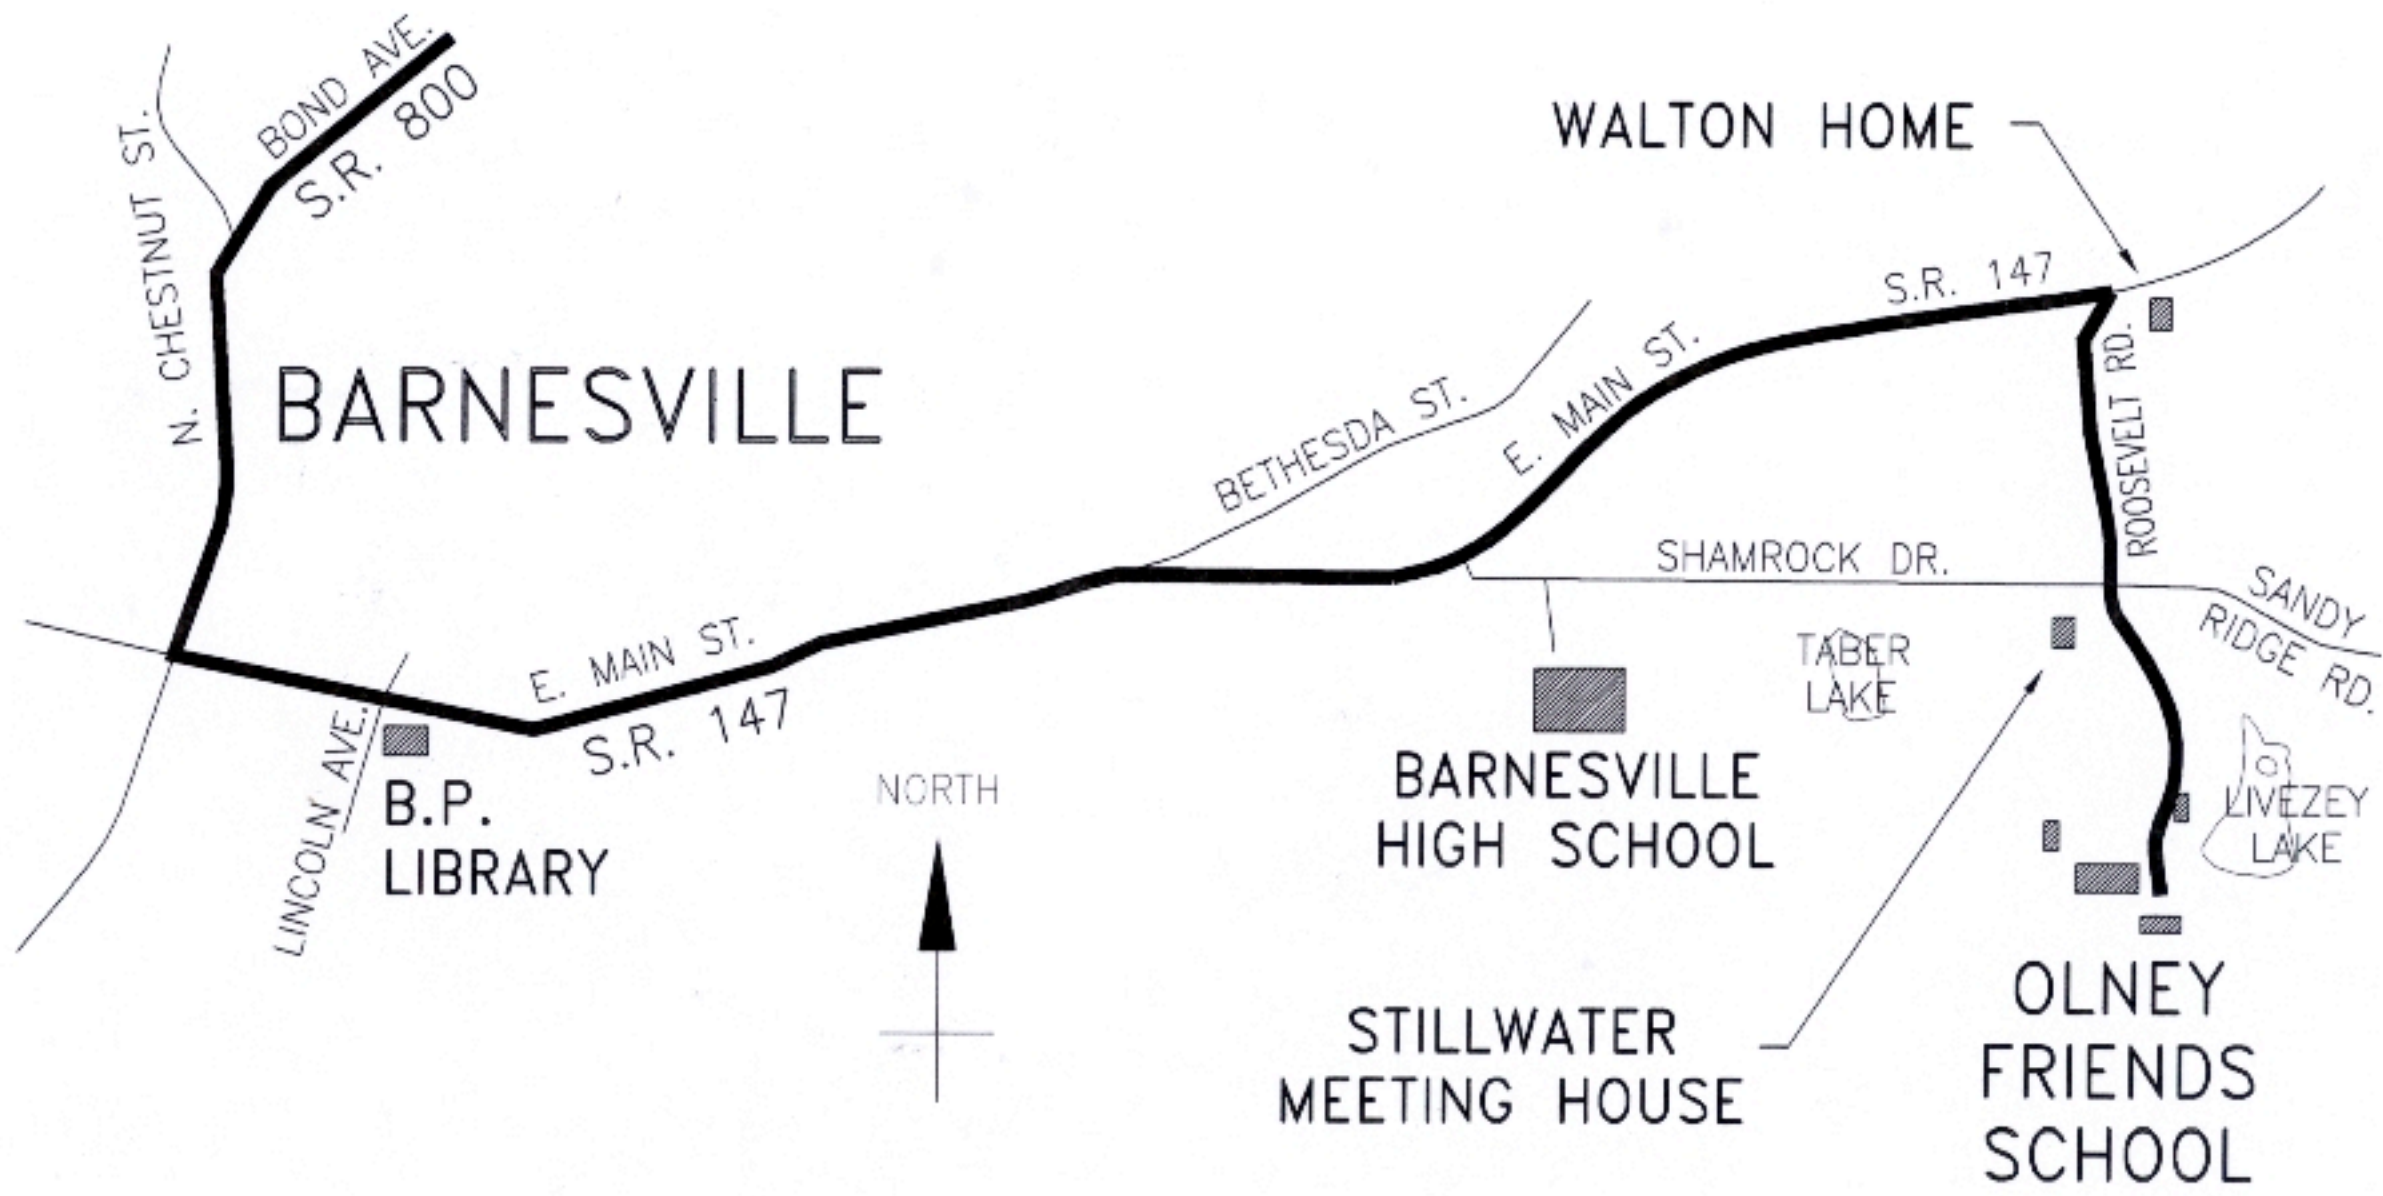 BOND AVE.
S.R. 800
N. CHESTNUT ST.
WALTON HOME
S.R. 147
BARNESVILLE
E. MAIN ST.
BETHESDA ST.
ROOSEVELT RD.
SHAMROCK DR.
SANDY
RIDGE RD.
TABER
LAKE
E. MAIN ST.
S.R. 147
LINCOLN AVE.
B.P.
LIBRARY
NORTH
BARNESVILLE
HIGH SCHOOL
LIVEZEY
LAKE
STILLWATER
MEETING HOUSE
OLNEY
FRIENDS
SCHOOL